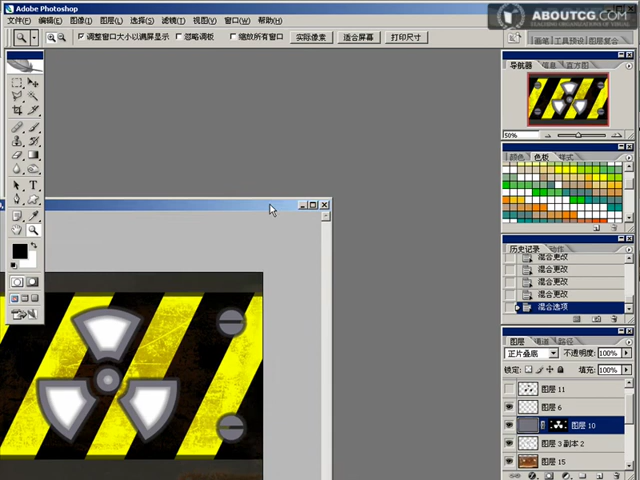 Adobe Photoshop
ABOUTCG.COM
文件(F) 编辑(E) 图像(I) 图层(L) 选择(S) 滤镜(T) 视图(V) 窗口(W) 帮助(H)
调整窗口大小以满屏显示 忽略调板 缩放所有窗口 实际像素 适合屏幕 打印尺寸
画笔 工具预设 图层复合
导航器 信息 直方图
50%
颜色 色板 样式
历史记录 动作
混合更改
混合更改
混合更改
混合更改
混合选项
图层 通道 路径
正片叠底 不透明度: 100%
锁定: 填充: 100%
图层 11
图层 6
图层 10
图层 3 副本 2
图层 15